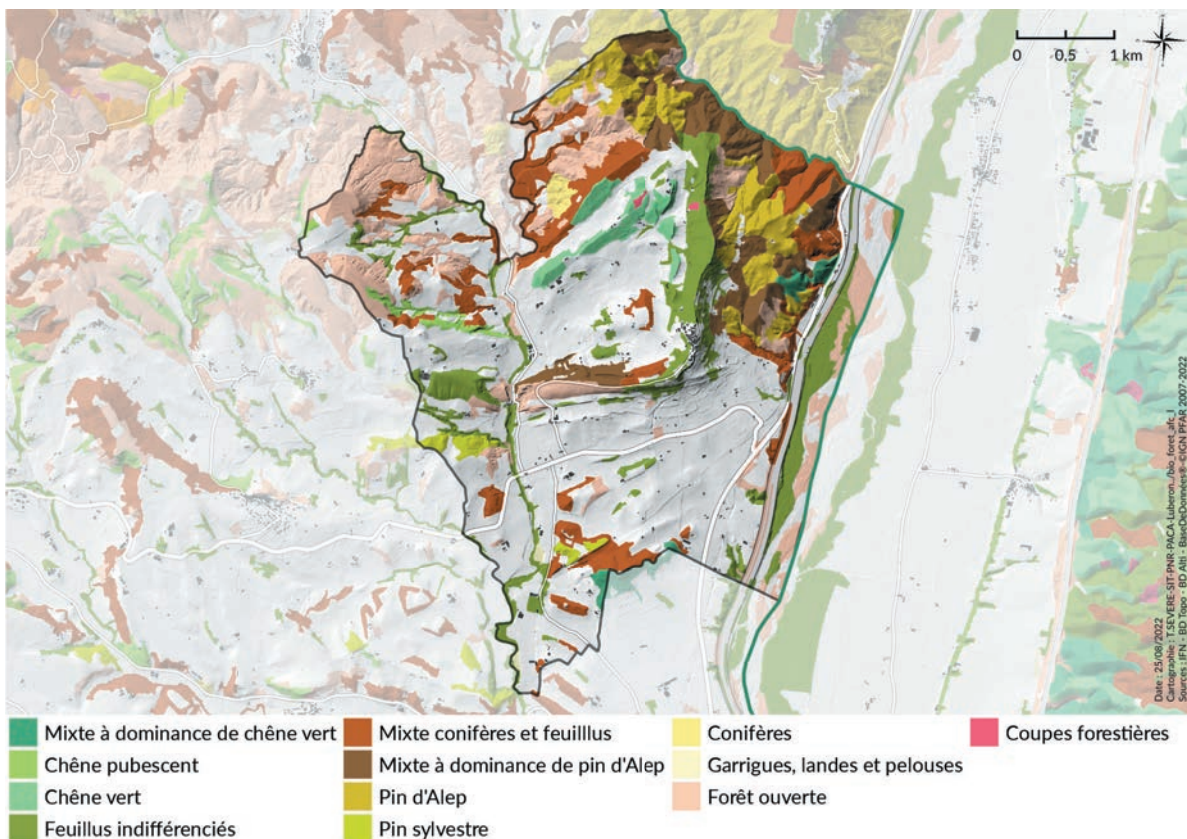 0 0,5 1 km
Date : 25/08/2022
Cartographie : T.SEVERE-SIT-PNR-PACA-Luberon../bio_foret_afc_l
Sources : IFN - BD Topo - BD Alti - BaseDeDonnées® ©IGN PFAR 2007-2022
Mixte à dominance de chêne vert
Chêne pubescent
Chêne vert
Feuillus indifférenciés
Mixte conifères et feuilllus
Mixte à dominance de pin d'Alep
Pin d'Alep
Pin sylvestre
Conifères
Garrigues, landes et pelouses
Forêt ouverte
Coupes forestières